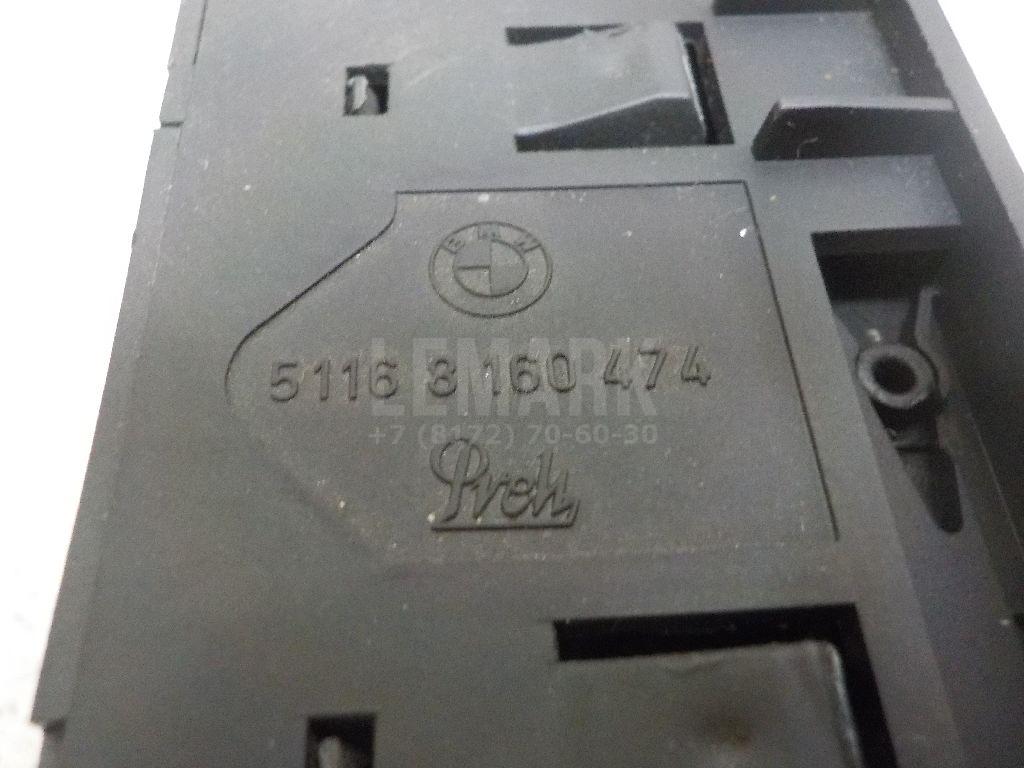 BMW
5116 8 160 474
LEMARK
+7 (8172) 70-60-30
Preh